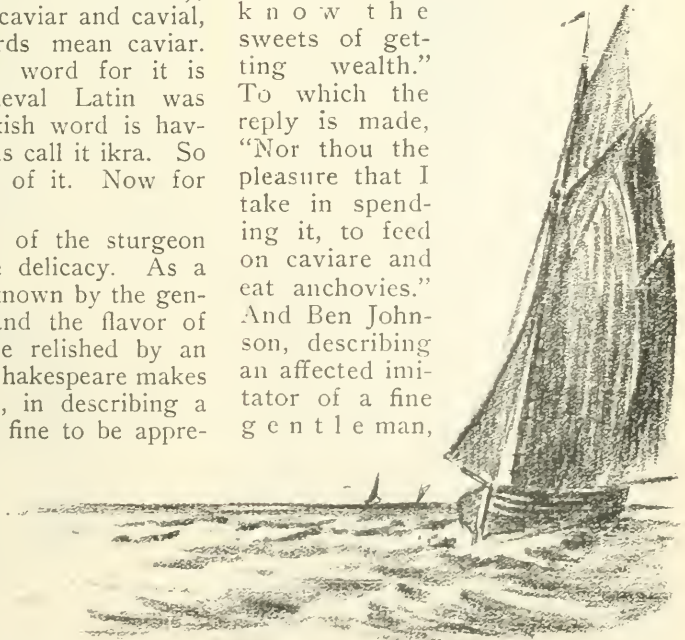 caviar and cavial,
rds mean caviar.
word for it is
ieval Latin was
kish word is hav-
s call it ikra. So
of it. Now for
of the sturgeon
e delicacy. As a
known by the gen-
and the flavor of
e relished by an
hakespeare makes
, in describing a
fine to be appre-
know the
sweets of get-
ting wealth.”
To which the
reply is made,
“Nor thou the
pleasure that I
take in spend-
ing it, to feed
on caviare and
eat anchovies.”
And Ben John-
son, describing
an affected imi-
tator of a fine
gentleman,